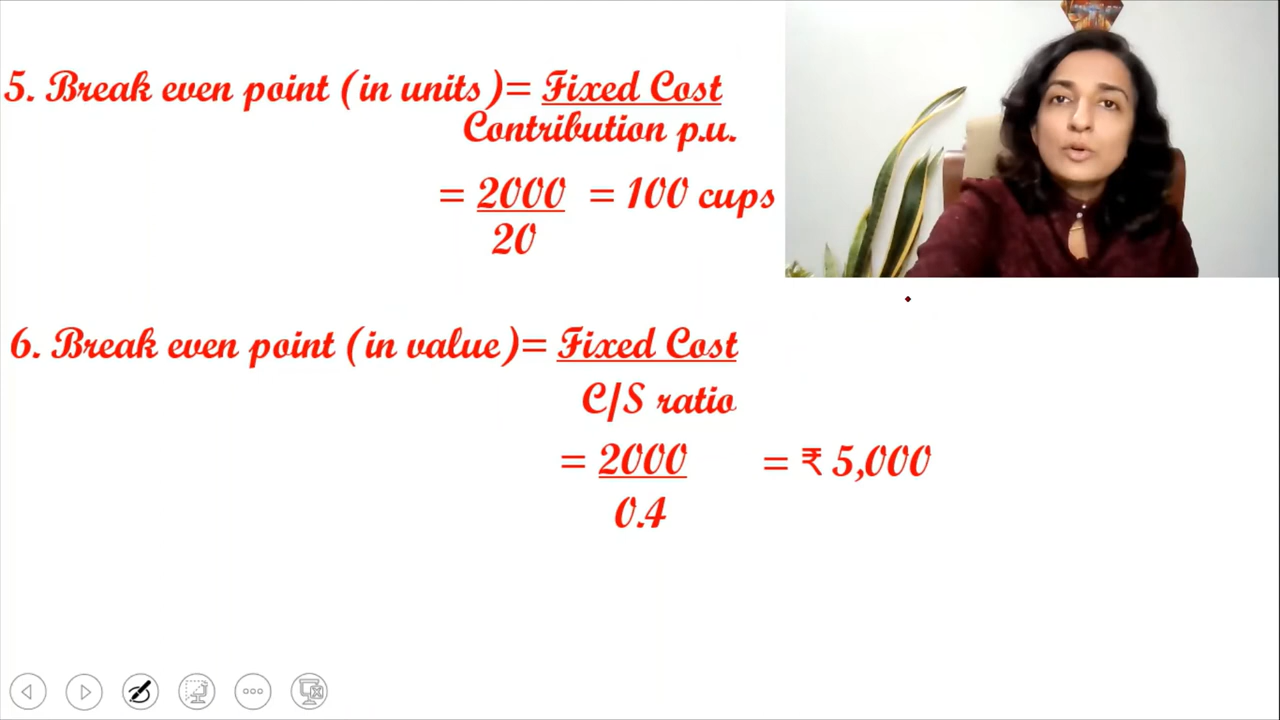 5. Break even point (in units)= Fixed Cost
Contribution p.u.
= 2000 = 100 cups
20
6. Break even point (in value)= Fixed Cost
C/S ratio
= 2000 = ₹ 5,000
0.4